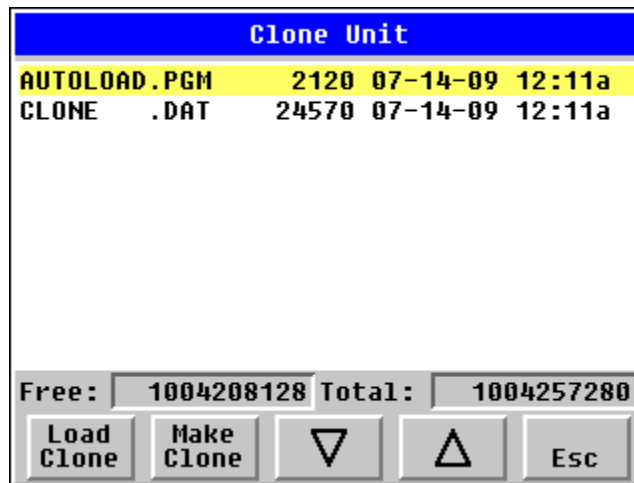 Clone Unit
AUTOLOAD.PGM 2120 07-14-09 12:11a
CLONE .DAT 24570 07-14-09 12:11a
Free: 1004208128 Total: 1004257280
Load Clone Make Clone Esc